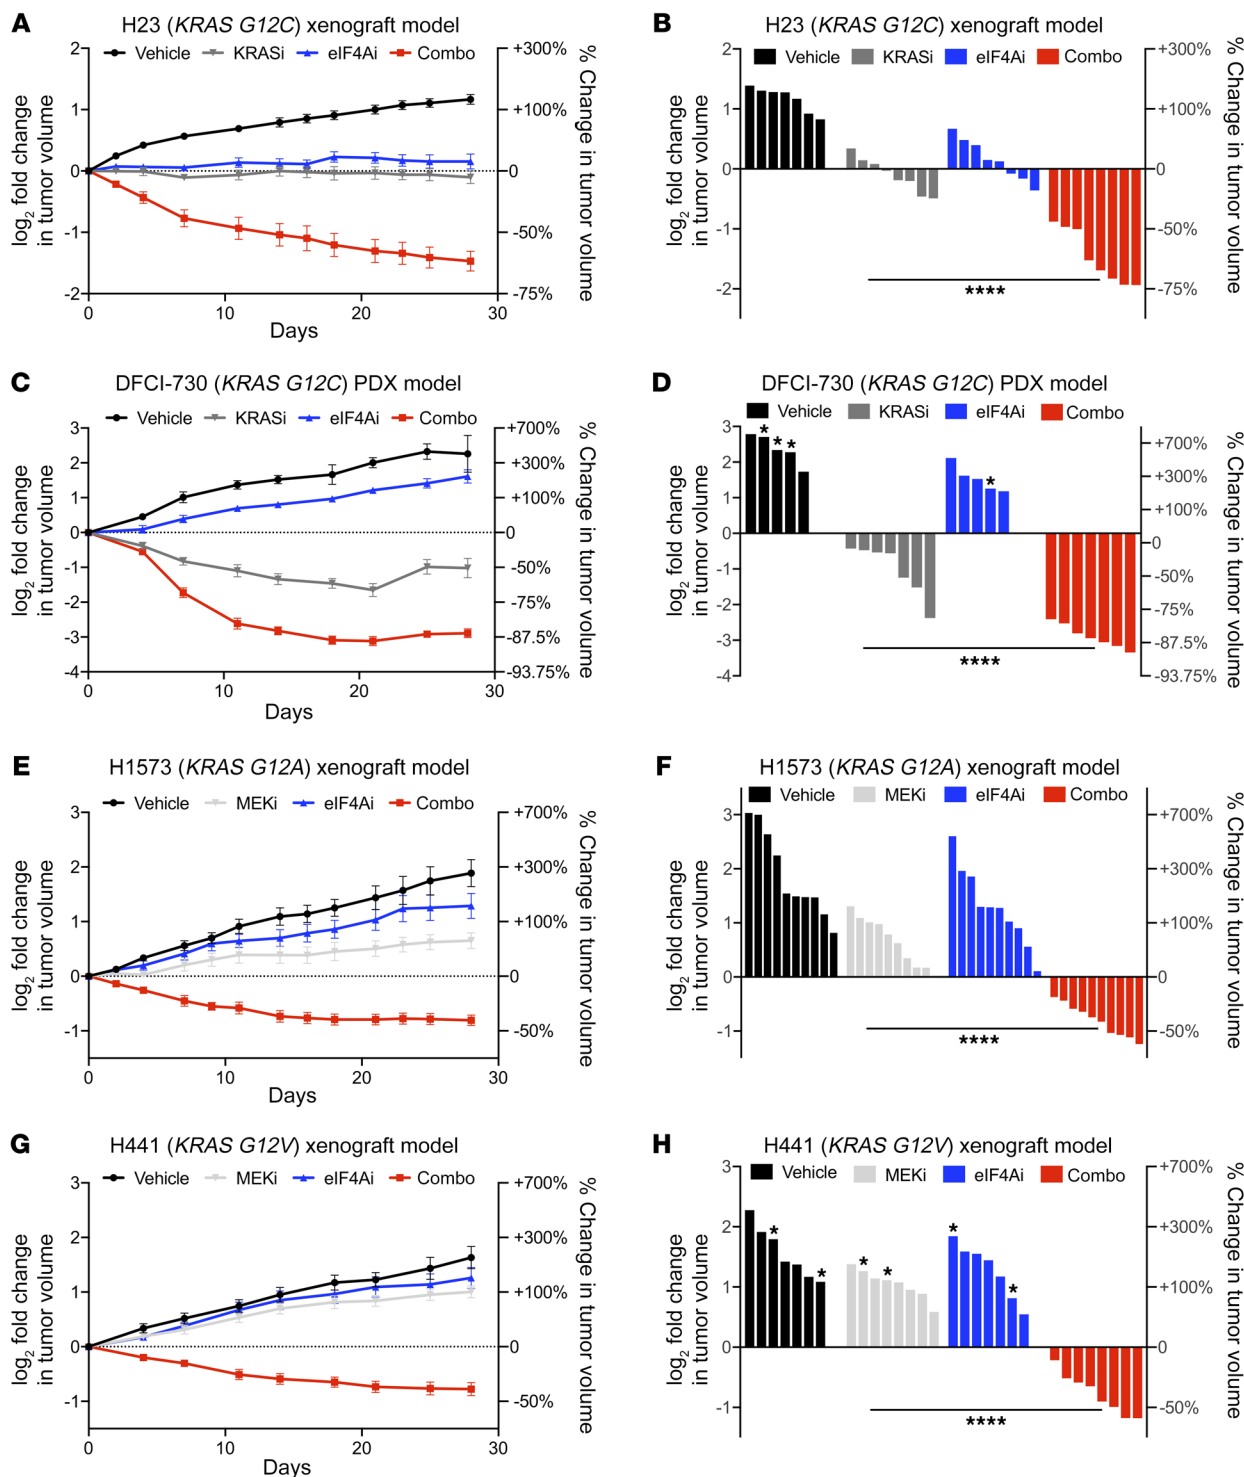 A
H23 (KRAS G12C) xenograft model
Vehicle KRASi eIF4Ai Combo
log2 fold change
in tumor volume
2
1
0
-1
-2
+300%
+100%
0
-50%
-75%
% Change in tumor volume
0 10 20 30
Days
B
H23 (KRAS G12C) xenograft model
Vehicle KRASi eIF4Ai Combo
log2 fold change
in tumor volume
2
1
0
-1
-2
+300%
+100%
0
-50%
-75%
% Change in tumor volume
****
C
DFCI-730 (KRAS G12C) PDX model
Vehicle KRASi eIF4Ai Combo
log2 fold change
in tumor volume
3
2
1
0
-1
-2
-3
-4
+700%
+300%
+100%
0
-50%
-75%
-87.5%
-93.75%
% Change in tumor volume
0 10 20 30
Days
D
DFCI-730 (KRAS G12C) PDX model
Vehicle KRASi eIF4Ai Combo
log2 fold change
in tumor volume
3
2
1
0
-1
-2
-3
-4
* * * *
+700%
+300%
+100%
0
-50%
-75%
-87.5%
-93.75%
% Change in tumor volume
****
E
H1573 (KRAS G12A) xenograft model
Vehicle MEKi eIF4Ai Combo
log2 fold change
in tumor volume
3
2
1
0
-1
+700%
+300%
+100%
0
-50%
% Change in tumor volume
0 10 20 30
Days
F
H1573 (KRAS G12A) xenograft model
Vehicle MEKi eIF4Ai Combo
log2 fold change
in tumor volume
3
2
1
0
-1
+700%
+300%
+100%
0
-50%
% Change in tumor volume
****
G
H441 (KRAS G12V) xenograft model
Vehicle MEKi eIF4Ai Combo
log2 fold change
in tumor volume
3
2
1
0
-1
+700%
+300%
+100%
0
-50%
% Change in tumor volume
0 10 20 30
Days
H
H441 (KRAS G12V) xenograft model
Vehicle MEKi eIF4Ai Combo
log2 fold change
in tumor volume
3
2
1
0
-1
* * * * * *
+700%
+300%
+100%
0
-50%
% Change in tumor volume
****